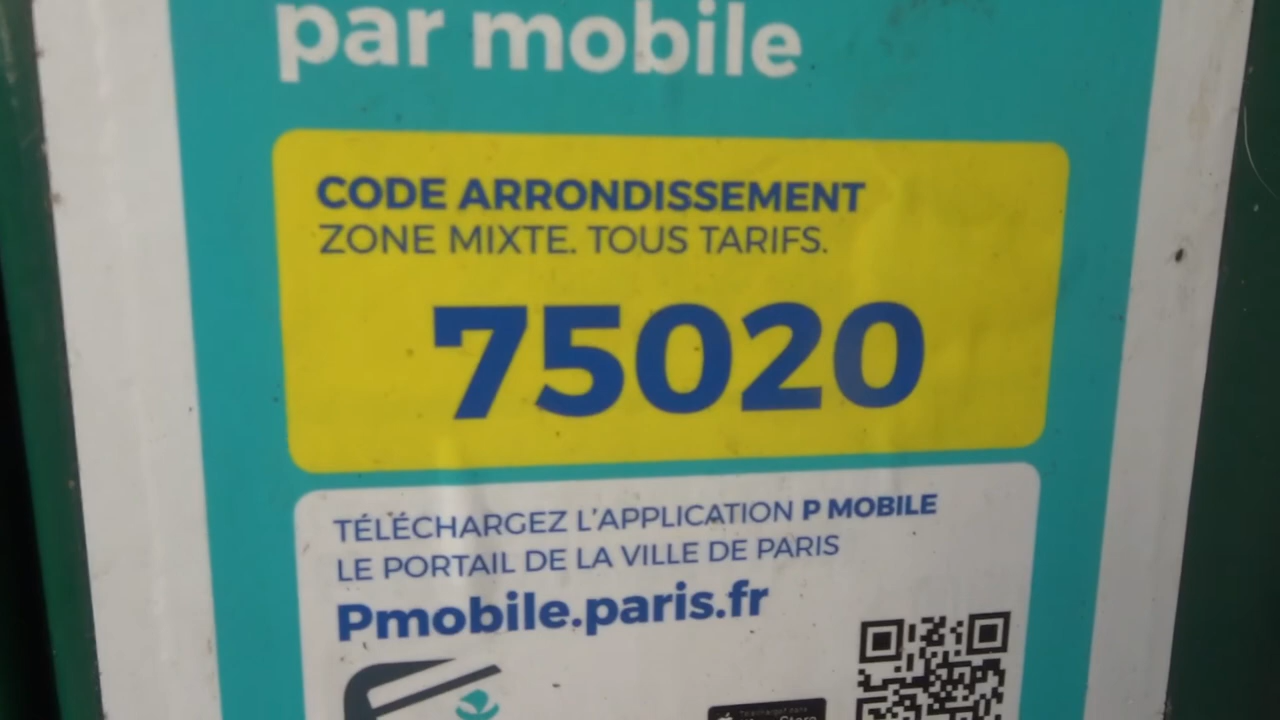 par mobile
CODE ARRONDISSEMENT
ZONE MIXTE. TOUS TARIFS.
75020
TÉLÉCHARGEZ L'APPLICATION P MOBILE
LE PORTAIL DE LA VILLE DE PARIS
Pmobile.paris.fr